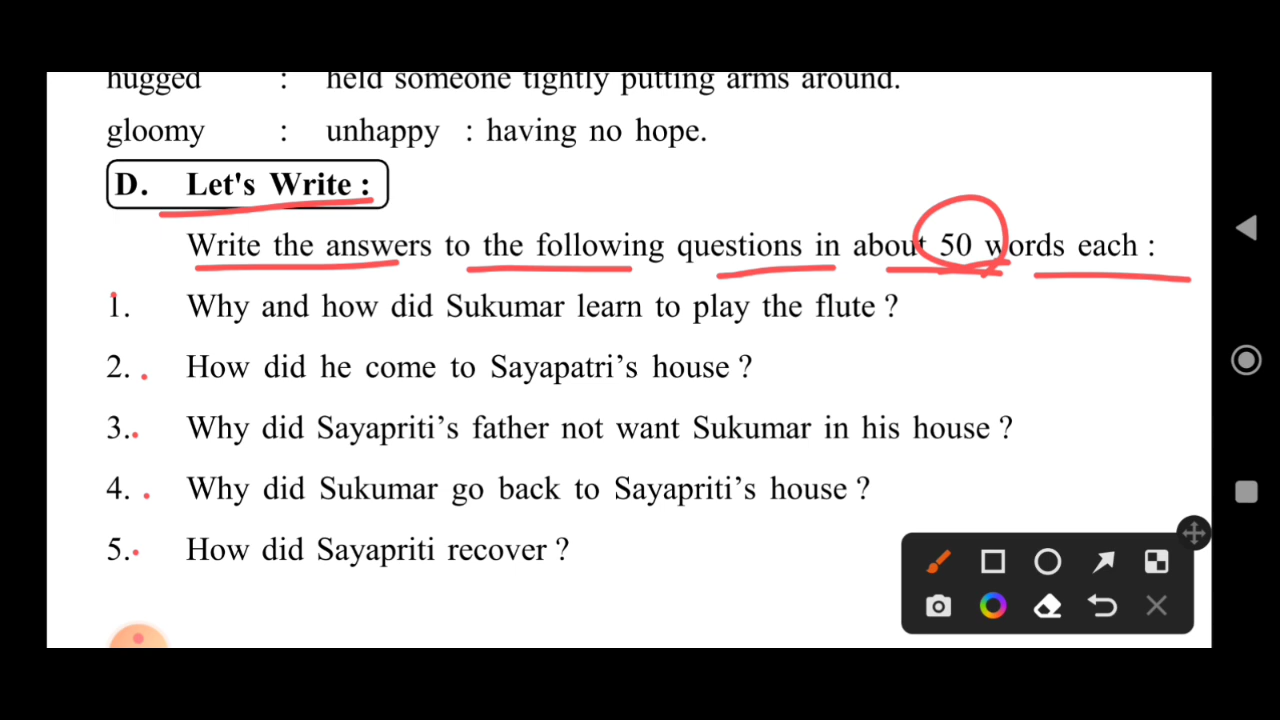 hugged : held someone tightly putting arms around.
gloomy : unhappy : having no hope.
D. Let's Write :
Write the answers to the following questions in about 50 words each :
1. Why and how did Sukumar learn to play the flute ?
2. How did he come to Sayapatri’s house ?
3. Why did Sayapriti’s father not want Sukumar in his house ?
4. Why did Sukumar go back to Sayapriti’s house ?
5. How did Sayapriti recover ?